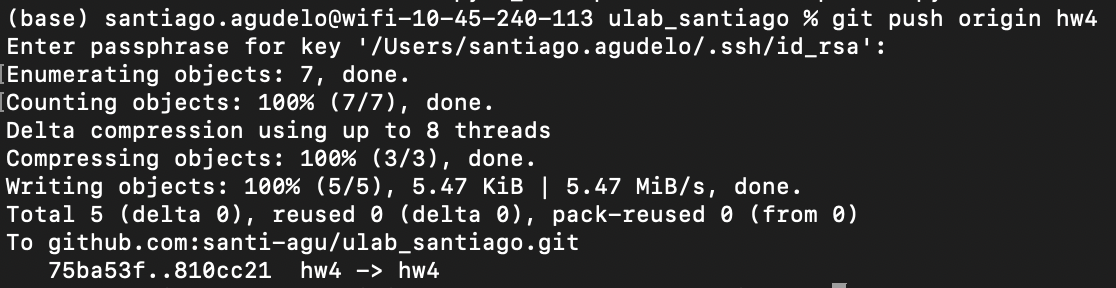 (base) santiago.agudelo@wifi-10-45-240-113 ulab_santiago % git push origin hw4
Enter passphrase for key '/Users/santiago.agudelo/.ssh/id_rsa':
Enumerating objects: 7, done.
Counting objects: 100% (7/7), done.
Delta compression using up to 8 threads
Compressing objects: 100% (3/3), done.
Writing objects: 100% (5/5), 5.47 KiB | 5.47 MiB/s, done.
Total 5 (delta 0), reused 0 (delta 0), pack-reused 0 (from 0)
To github.com:santi-agu/ulab_santiago.git
   75ba53f..810cc21  hw4 -> hw4